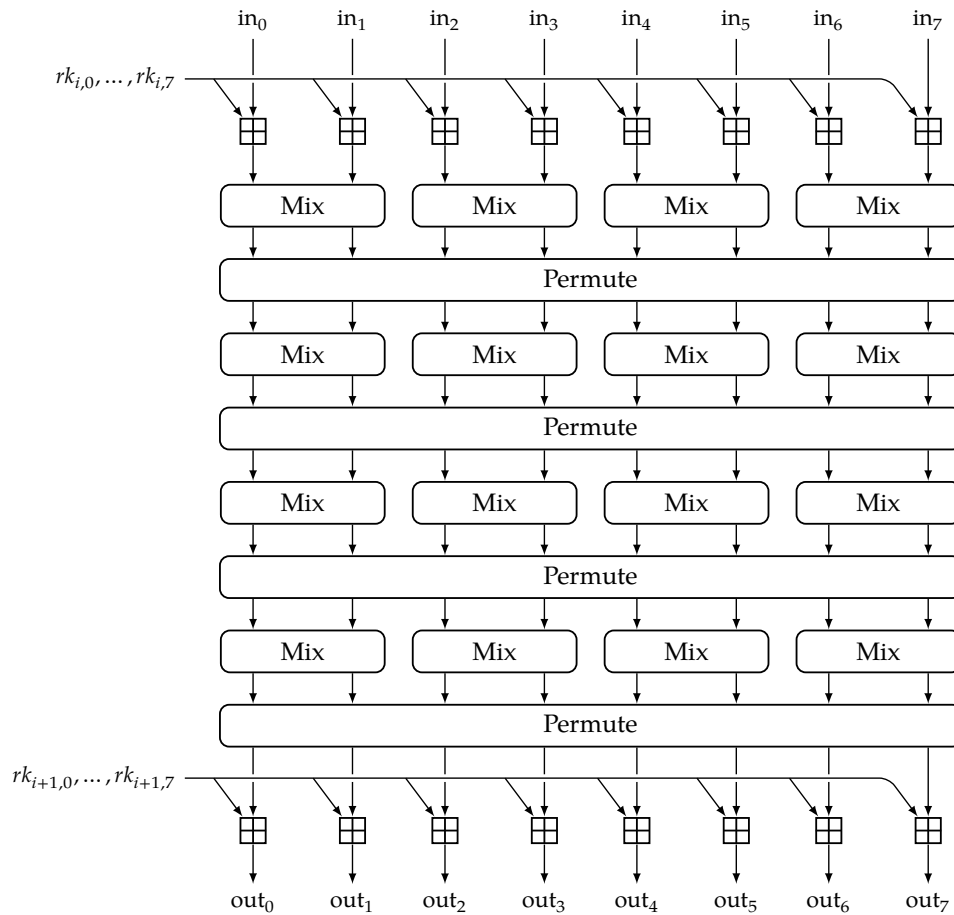 in₀ in₁ in₂ in₃ in₄ in₅ in₆ in₇
rkᵢ,₀, … , rkᵢ,₇
Mix Mix Mix Mix
Permute
Mix Mix Mix Mix
Permute
Mix Mix Mix Mix
Permute
Mix Mix Mix Mix
Permute
rkᵢ₊₁,₀, … , rkᵢ₊₁,₇
out₀ out₁ out₂ out₃ out₄ out₅ out₆ out₇